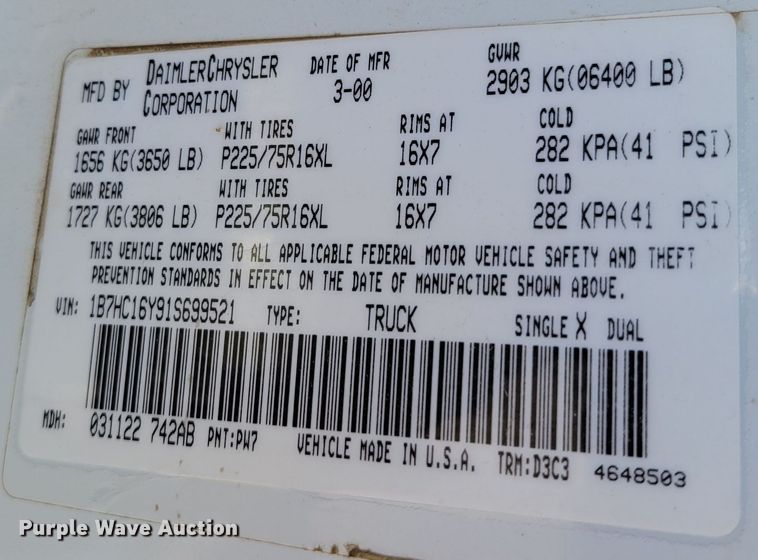 MFD BY DAIMLERCHRYSLER CORPORATION DATE OF MFR 3-00 GVWR 2903 KG(06400 LB)
GAWR FRONT WITH TIRES RIMS AT COLD
1656 KG(3650 LB) P225/75R16XL 16X7 282 KPA(41 PSI)
GAWR REAR WITH TIRES RIMS AT COLD
1727 KG(3806 LB) P225/75R16XL 16X7 282 KPA(41 PSI)
THIS VEHICLE CONFORMS TO ALL APPLICABLE FEDERAL MOTOR VEHICLE SAFETY AND THEFT
PREVENTION STANDARDS IN EFFECT ON THE DATE OF MANUFACTURE SHOWN ABOVE.
VIN: 1B7HC16Y91S699521 TYPE: TRUCK SINGLE X DUAL
MDH: 031122 742AB PNT:PW7 VEHICLE MADE IN U.S.A. TRM:D3C3 4648503
Purple Wave Auction